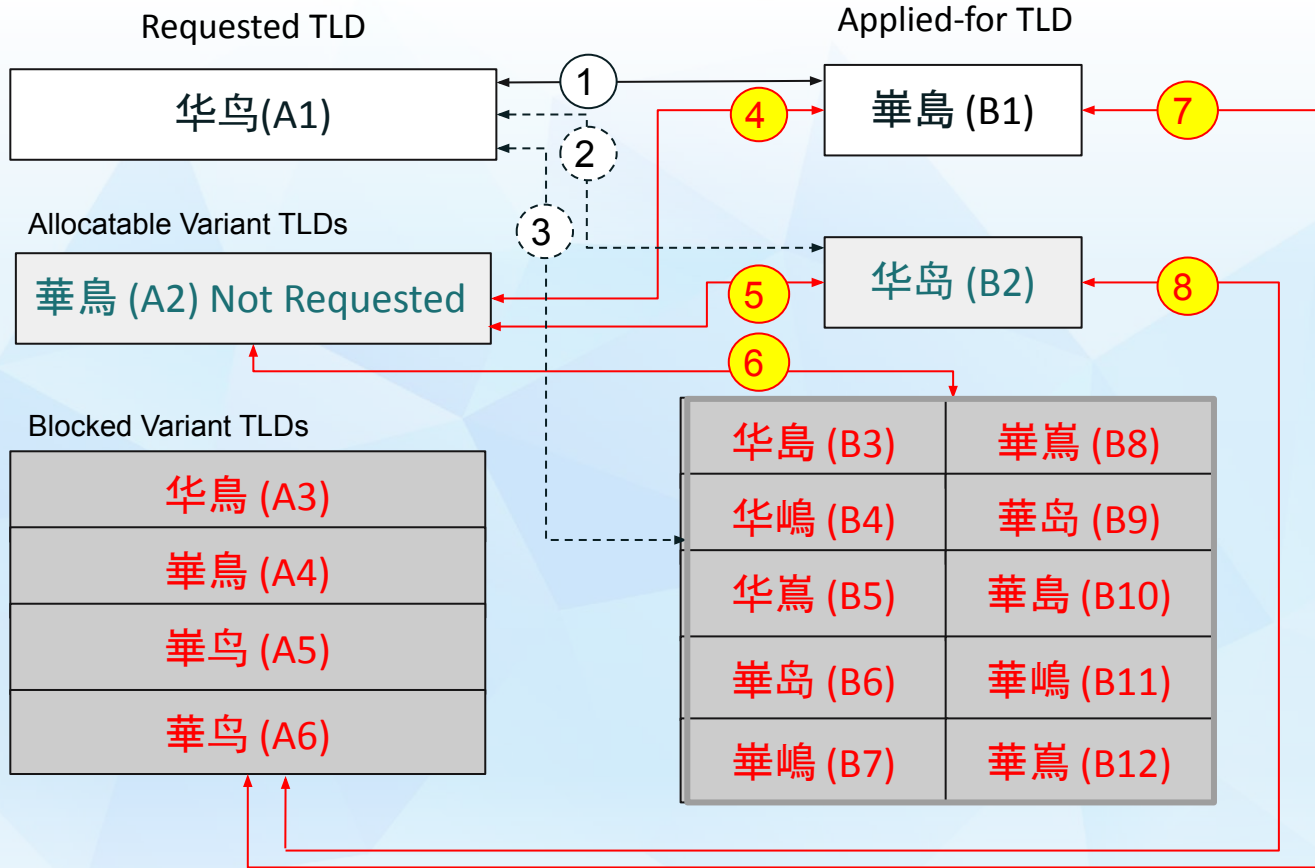 Requested TLD
Applied-for TLD
华鸟(A1)
1
崋島 (B1)
4
7
2
3
Allocatable Variant TLDs
華鳥 (A2) Not Requested
5
华岛 (B2)
8
6
Blocked Variant TLDs
华鳥 (A3)
崋鳥 (A4)
崋鸟 (A5)
華鸟 (A6)
华島 (B3)
崋嶌 (B8)
华嶋 (B4)
華岛 (B9)
华嶌 (B5)
華島 (B10)
崋岛 (B6)
華嶋 (B11)
崋嶋 (B7)
華嶌 (B12)